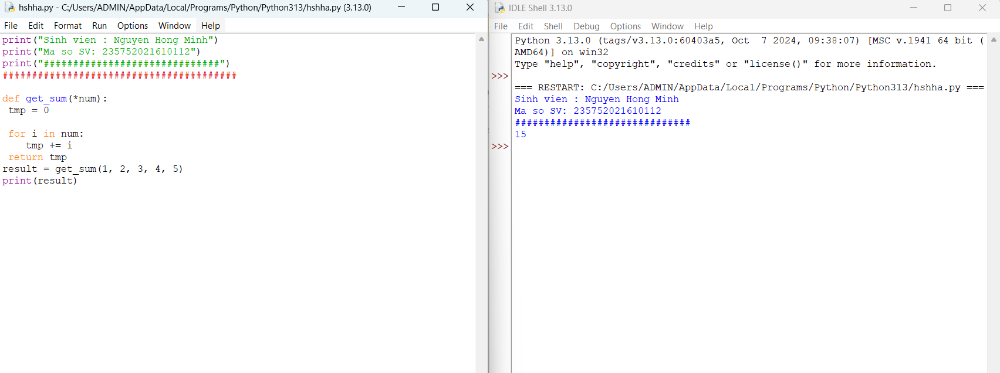 hshha.py - C:/Users/ADMIN/AppData/Local/Programs/Python/Python313/hshha.py (3.13.0)
File Edit Format Run Options Window Help
print("Sinh vien : Nguyen Hong Minh")
print("Ma so SV: 235752021610112")
print("##############################")
########################################
def get_sum(*num):
 tmp = 0
 for i in num:
    tmp += i
 return tmp
result = get_sum(1, 2, 3, 4, 5)
print(result)
IDLE Shell 3.13.0
File Edit Shell Debug Options Window Help
Python 3.13.0 (tags/v3.13.0:60403a5, Oct  7 2024, 09:38:07) [MSC v.1941 64 bit (
AMD64)] on win32
Type "help", "copyright", "credits" or "license()" for more information.
>>>
=== RESTART: C:/Users/ADMIN/AppData/Local/Programs/Python/Python313/hshha.py ===
Sinh vien : Nguyen Hong Minh
Ma so SV: 235752021610112
##############################
15
>>>